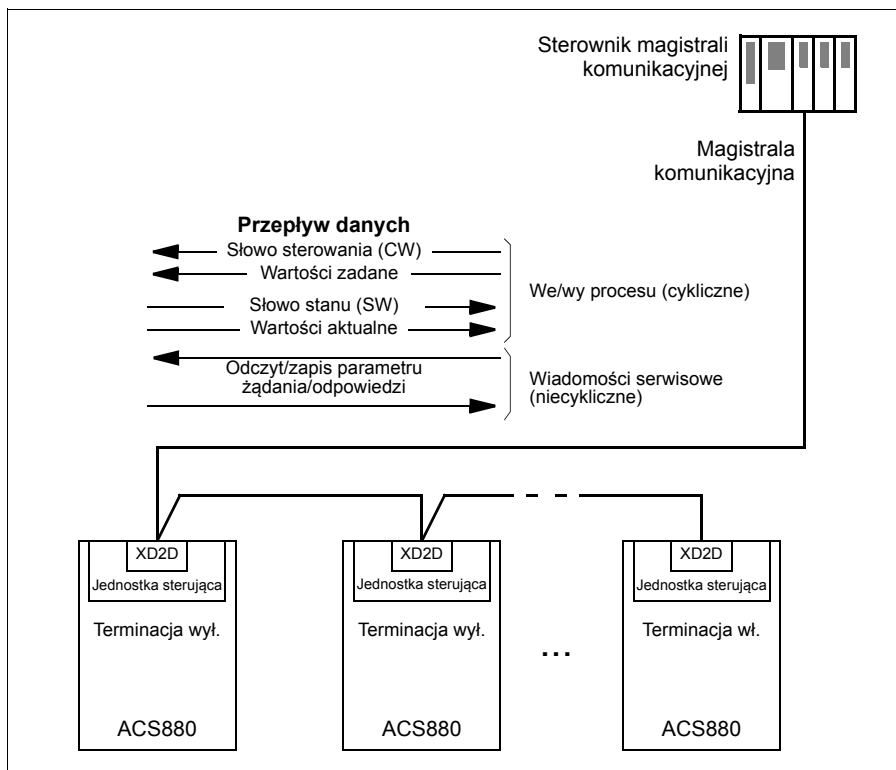 Sterownik magistrali
komunikacyjnej
Magistrala
komunikacyjna
Przepływ danych
Słowo sterowania (CW)
Wartości zadane
Słowo stanu (SW)
Wartości aktualne
We/wy procesu (cykliczne)
Odczyt/zapis parametru
żądania/odpowiedzi
Wiadomości serwisowe
(niecykliczne)
XD2D
Jednostka sterująca
Terminacja wył.
ACS880
XD2D
Jednostka sterująca
Terminacja wył.
ACS880
...
XD2D
Jednostka sterująca
Terminacja wł.
ACS880